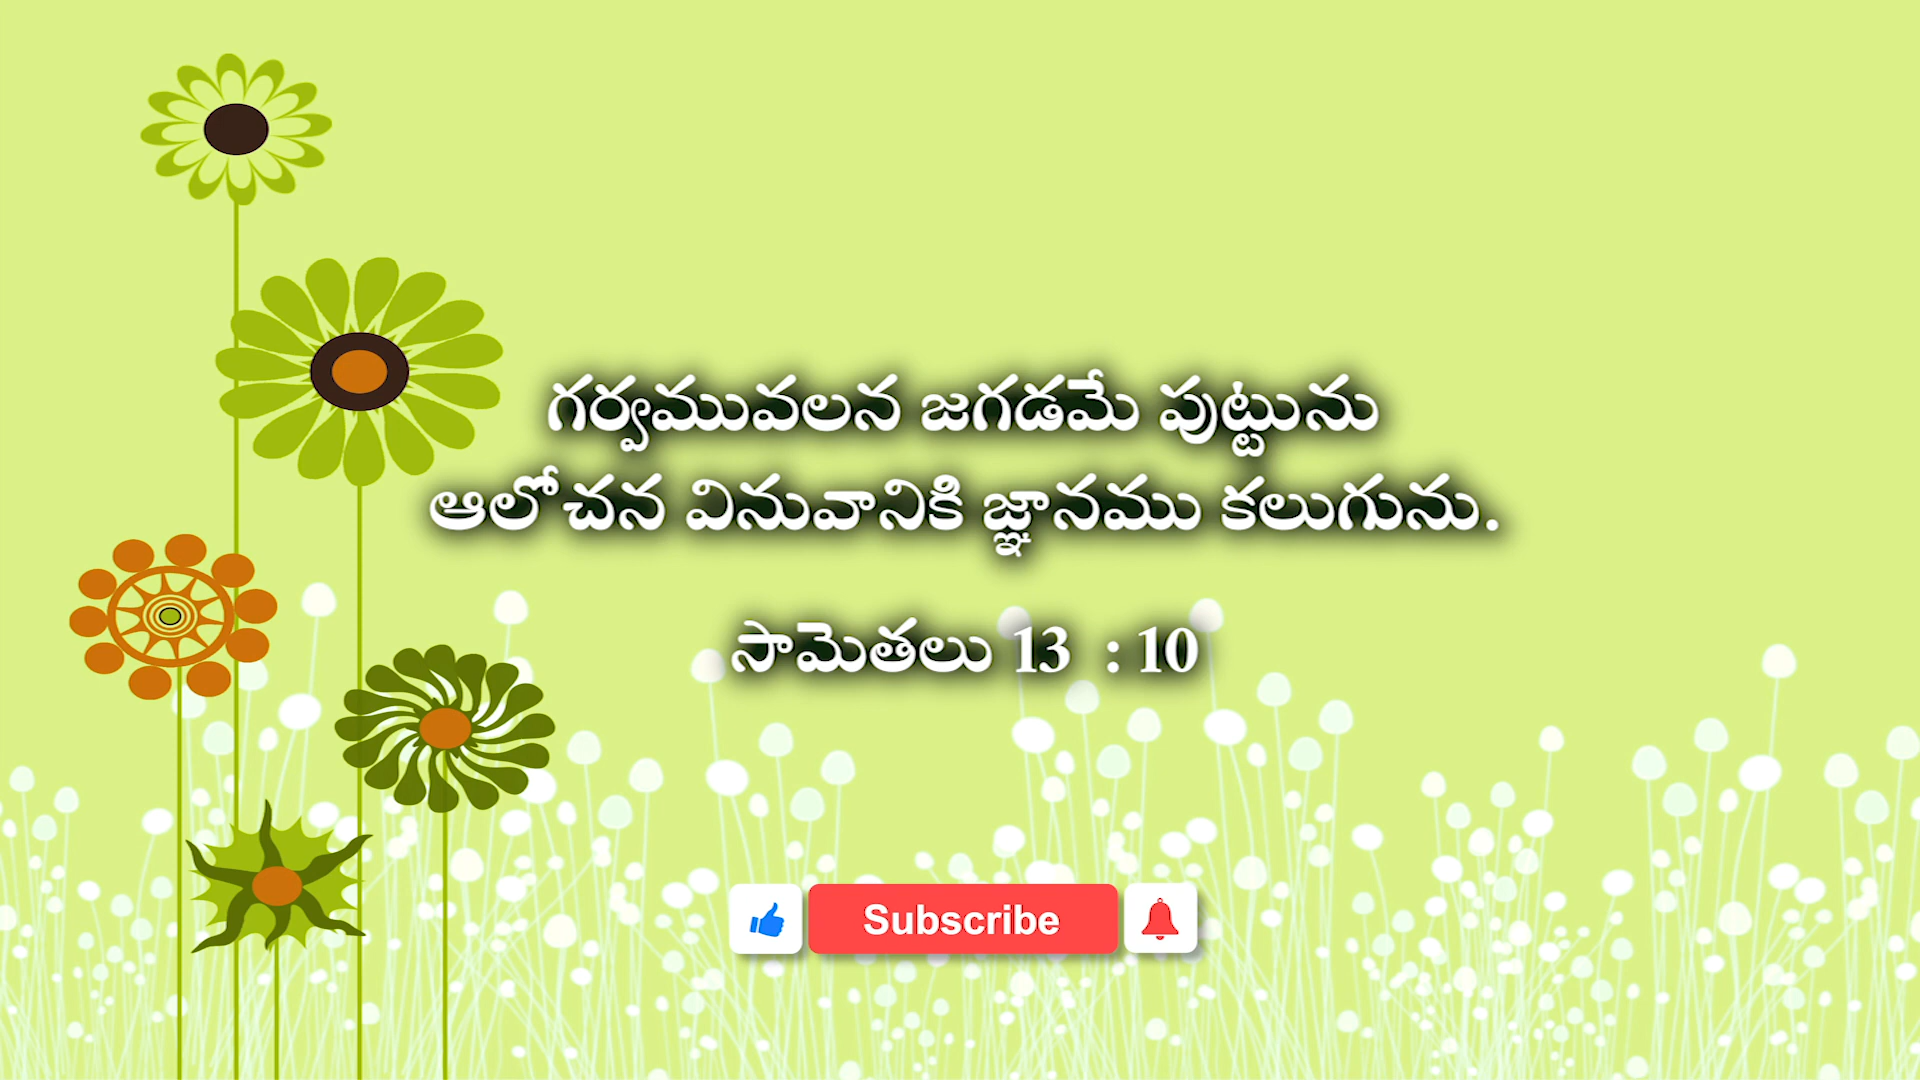 గర్వమువలన జగడమే పుట్టును
ఆలోచన వినువానికి జ్ఞానము కలుగును.
సామెతలు 13 : 10
Subscribe